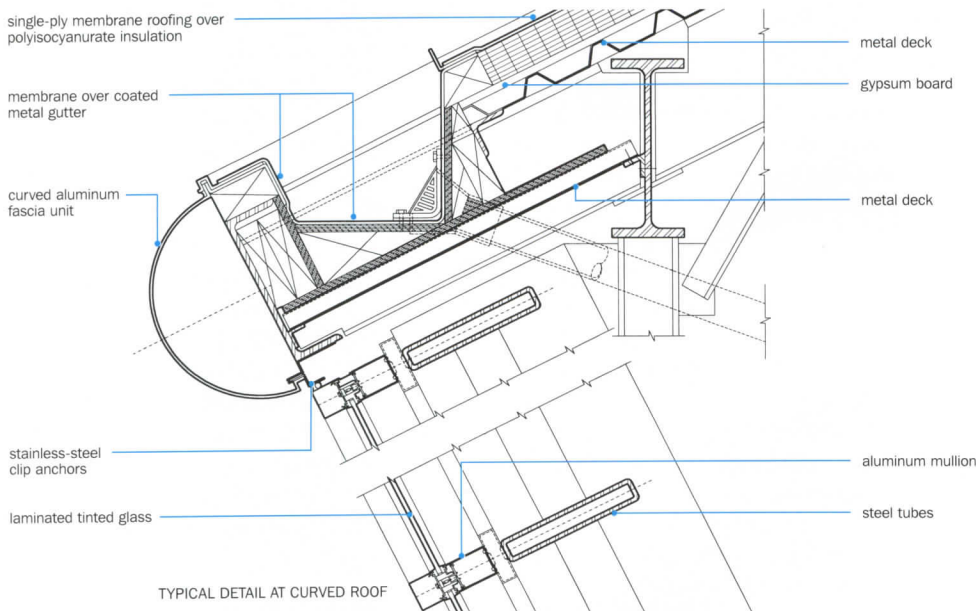 single-ply membrane roofing over
polyisocyanurate insulation
membrane over coated
metal gutter
curved aluminum
fascia unit
stainless-steel
clip anchors
laminated tinted glass
metal deck
gypsum board
metal deck
aluminum mullion
steel tubes
TYPICAL DETAIL AT CURVED ROOF